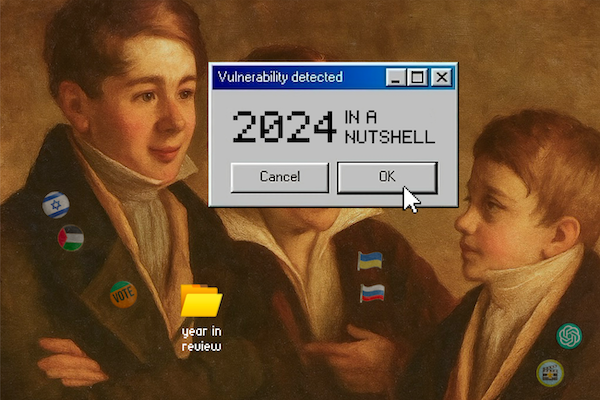 Vulnerability detected
2024
IN A
NUTSHELL
Cancel
OK
VOTE
year in
review